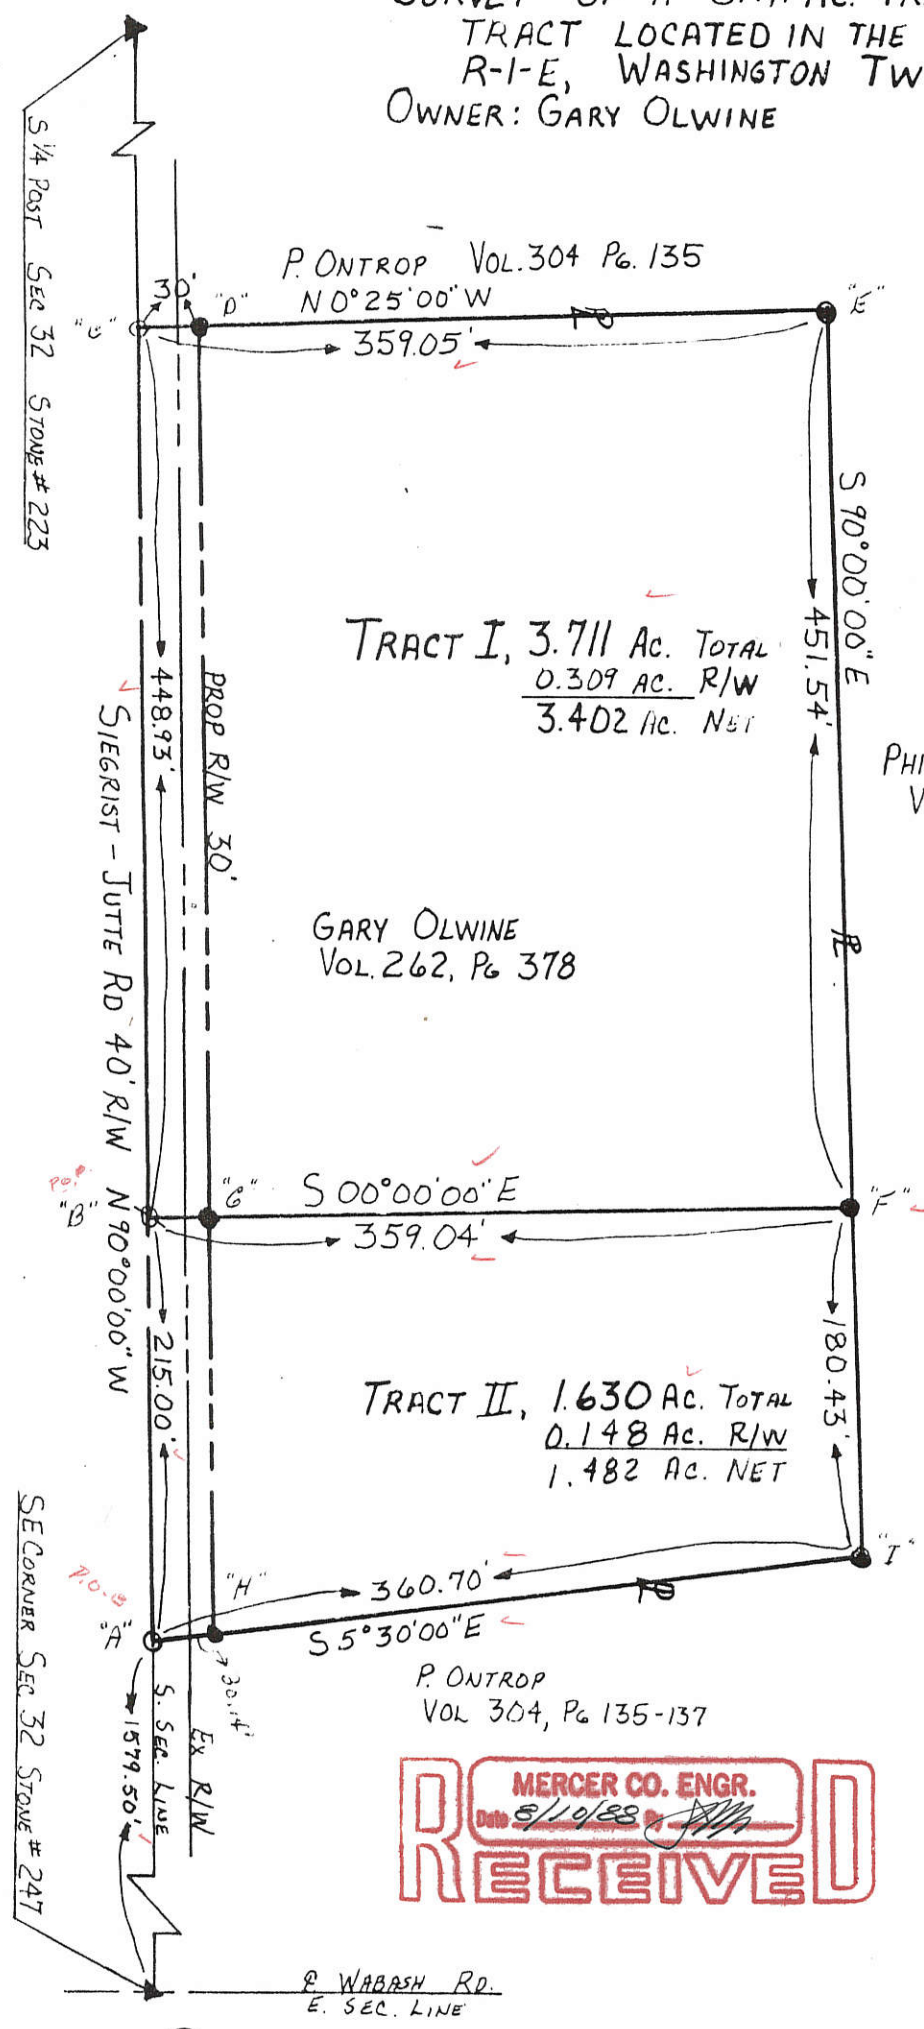 TRACT LOCATED IN THE
R-1-E, WASHINGTON TW
OWNER: GARY OLWINE
S 1/4 POST SEC 32 STONE # 223
P. ONTROP VOL. 304 PG. 135
N 0°25'00" W
30'
"C"
"D"
"E"
359.05'
S 90°00'00" E
451.54'
448.93'
PROP R/W 30'
TRACT I, 3.711 AC. TOTAL
0.309 AC. R/W
3.402 AC. NET
SIEGRIST - JUTTE RD 40' R/W N 90°00'00" W
GARY OLWINE
VOL. 262, PG 378
PL
"B"
"G"
S 00°00'00" E
"F"
359.04'
215.00'
180.43'
TRACT II, 1.630 AC. TOTAL
0.148 AC. R/W
1.482 AC. NET
P.O.B
"A"
"H"
"I"
360.70'
S 5°30'00" E
30.14'
P. ONTROP
VOL 304, PG 135-137
SE CORNER SEC 32 STONE # 247
1579.50'
S. SEC. LINE
EX R/W
MERCER CO. ENGR.
Date 8/10/88 By
RECEIVED
WABASH RD.
E. SEC. LINE